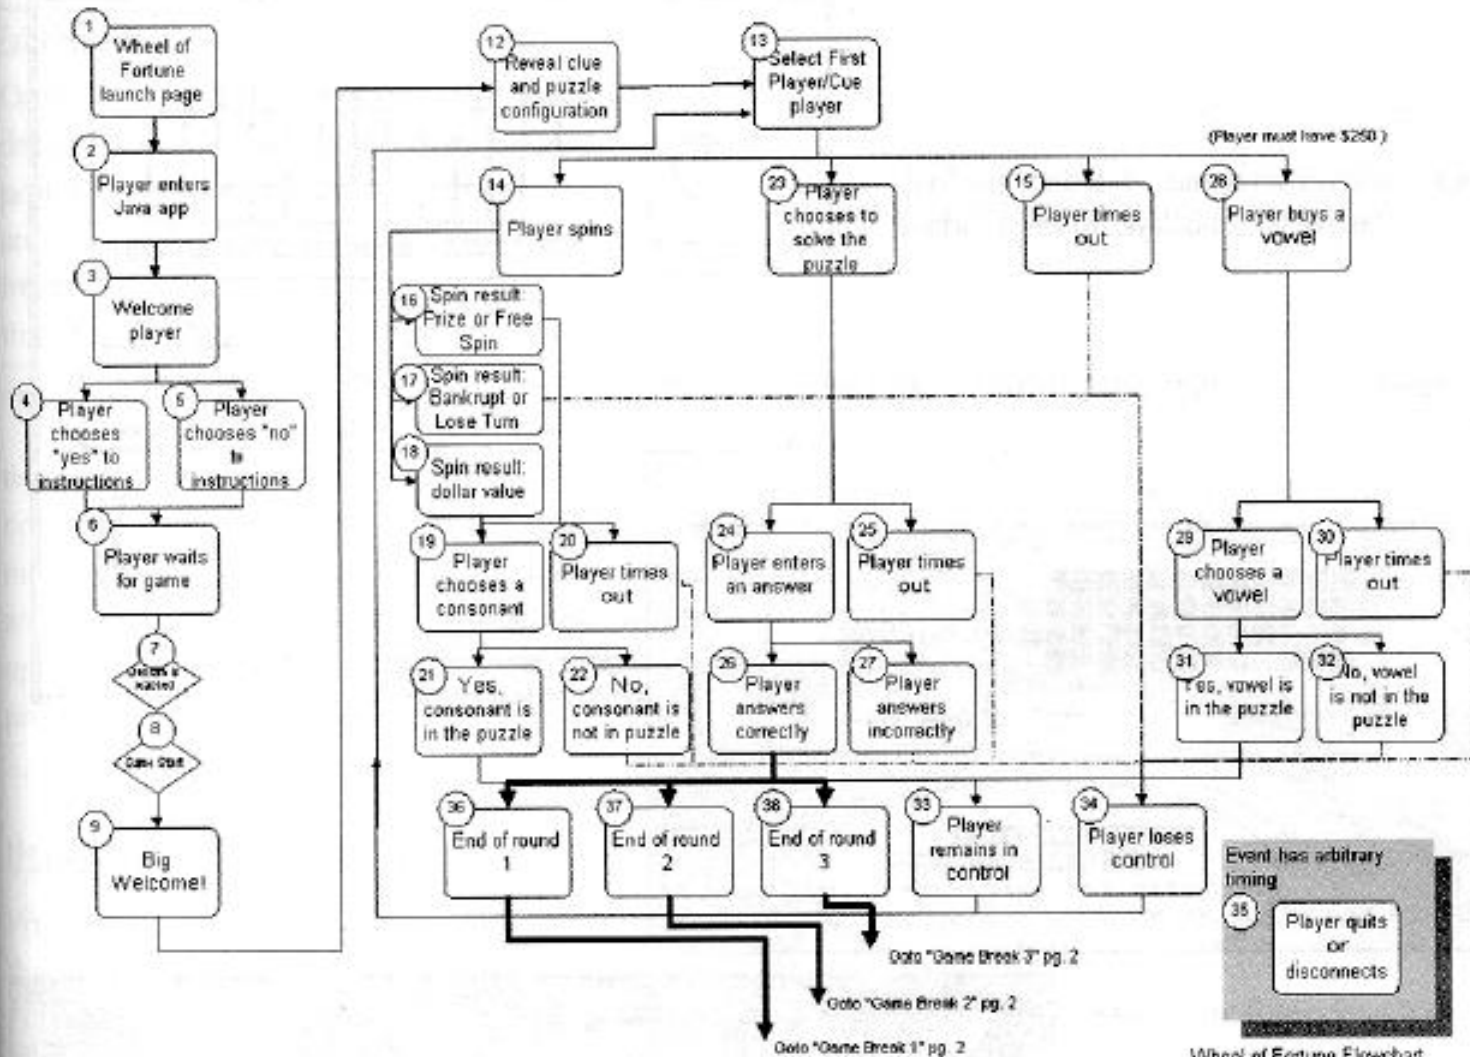 1
Wheel of
Fortune
launch page
2
Player enters
Java app
3
Welcome
player
4
Player
chooses
"yes" to
instructions
5
Player
chooses "no"
to
instructions
6
Player waits
for game
7
8
Game Start
9
Big
Welcome!
12
Reveal clue
and puzzle
configuration
13
Select First
Player/Cue
player
(Player must have $250 )
14
Player spins
23
Player
chooses to
solve the
puzzle
15
Player times
out
28
Player buys a
vowel
16
Spin result:
Prize or Free
Spin
17
Spin result:
Bankrupt or
Lose Turn
18
Spin result:
dollar value
19
Player
chooses a
consonant
20
Player times
out
24
Player enters
an answer
25
Player times
out
29
Player
chooses a
vowel
30
Player times
out
21
Yes,
consonant is
in the puzzle
22
No,
consonant is
not in puzzle
26
Player
answers
correctly
27
Player
answers
incorrectly
31
Yes, vowel is
in the puzzle
32
No, vowel
is not in the
puzzle
36
End of round
1
37
End of round
2
38
End of round
3
33
Player
remains in
control
34
Player loses
control
Event has arbitrary
timing
35
Player quits
or
disconnects
Goto "Game Break 3" pg. 2
Goto "Game Break 2" pg. 2
Goto "Game Break 1" pg. 2
Wheel of Fortune Flowchart